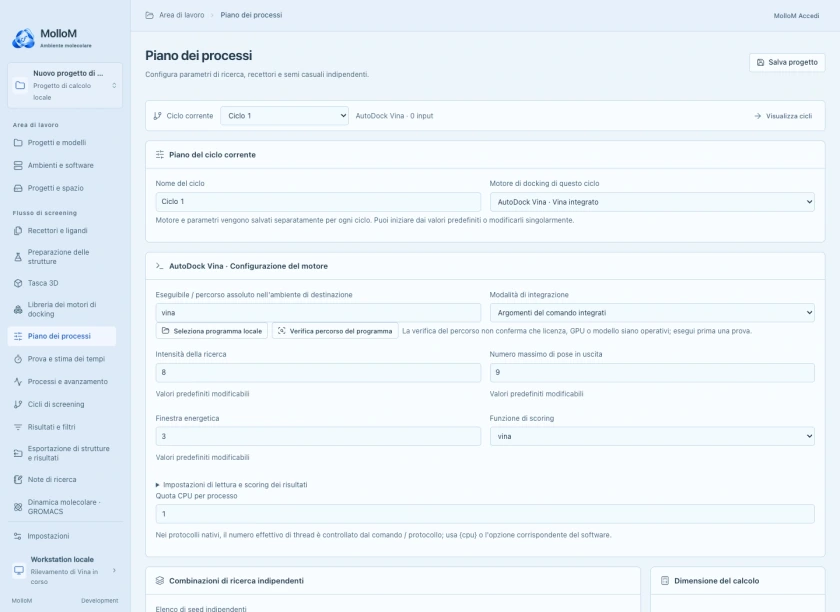 MolloM
Ambiente molecolare
Nuovo progetto di ...
Progetto di calcolo
locale
Area di lavoro
Progetti e modelli
Ambienti e software
Progetti e spazio
Flusso di screening
Recettori e ligandi
Preparazione delle
strutture
Tasca 3D
Libreria dei motori di
docking
Piano dei processi
Prova e stima dei tempi
Processi e avanzamento
Cicli di screening
Risultati e filtri
Esportazione di strutture
e risultati
Note di ricerca
Dinamica molecolare ·
GROMACS
Impostazioni
Workstation locale
Rilevamento di Vina in
corso
MolloM Development
Area di lavoro › Piano dei processi
MolloM Accedi
Piano dei processi
Configura parametri di ricerca, recettori e semi casuali indipendenti.
Salva progetto
Ciclo corrente Ciclo 1 AutoDock Vina · 0 input Visualizza cicli
Piano del ciclo corrente
Nome del ciclo Motore di docking di questo ciclo
Ciclo 1 AutoDock Vina · Vina integrato
Motore e parametri vengono salvati separatamente per ogni ciclo. Puoi iniziare dai valori predefiniti o modificarli singolarmente.
AutoDock Vina · Configurazione del motore
Eseguibile / percorso assoluto nell'ambiente di destinazione Modalità di integrazione
vina Argomenti del comando integrati
Seleziona programma locale Verifica percorso del programma La verifica del percorso non conferma che licenza, GPU o modello siano operativi; esegui prima una prova.
Intensità della ricerca Numero massimo di pose in uscita
8 9
Valori predefiniti modificabili Valori predefiniti modificabili
Finestra energetica Funzione di scoring
3 vina
Valori predefiniti modificabili
Impostazioni di lettura e scoring dei risultati
Quota CPU per processo
1
Nei protocolli nativi, il numero effettivo di thread è controllato dal comando / protocollo; usa {cpu} o l'opzione corrispondente del software.
Combinazioni di ricerca indipendenti Dimensione del calcolo
Elenco di seed indipendenti